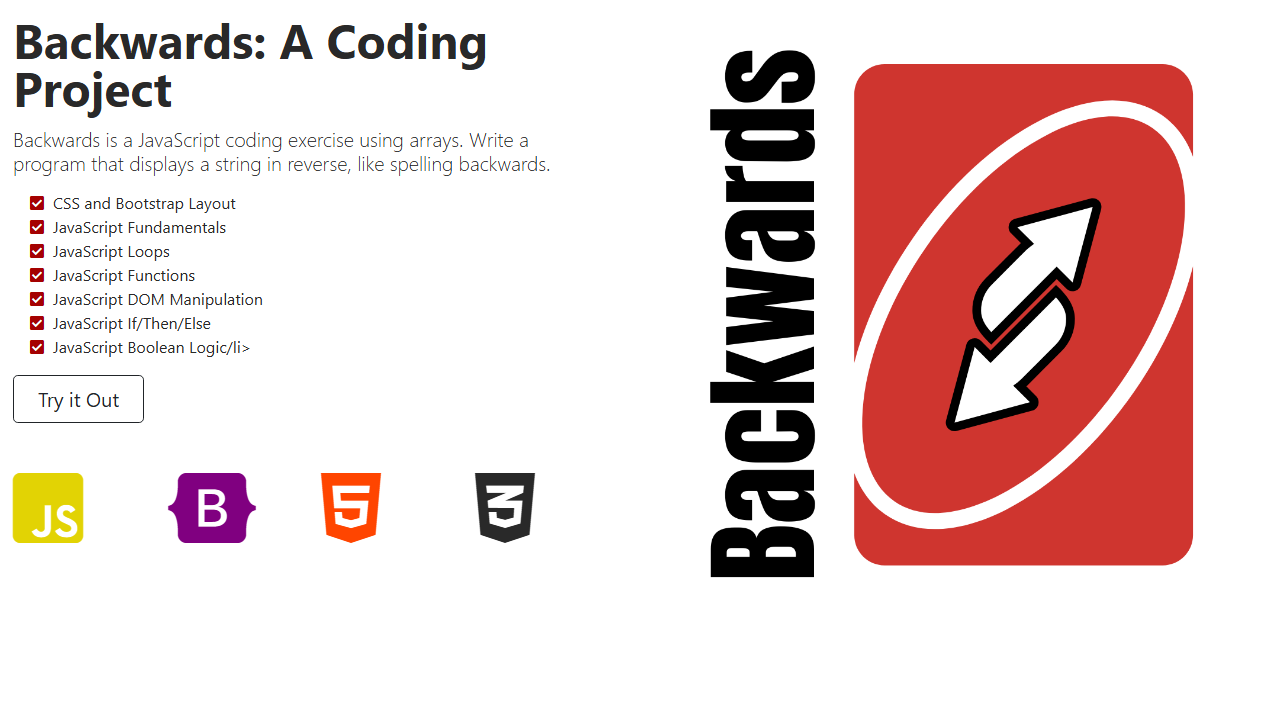 Backwards: A Coding
Project
Backwards is a JavaScript coding exercise using arrays. Write a
program that displays a string in reverse, like spelling backwards.
CSS and Bootstrap Layout
JavaScript Fundamentals
JavaScript Loops
JavaScript Functions
JavaScript DOM Manipulation
JavaScript If/Then/Else
JavaScript Boolean Logic/li>
Try it Out
JS
B
5
3
Backwards